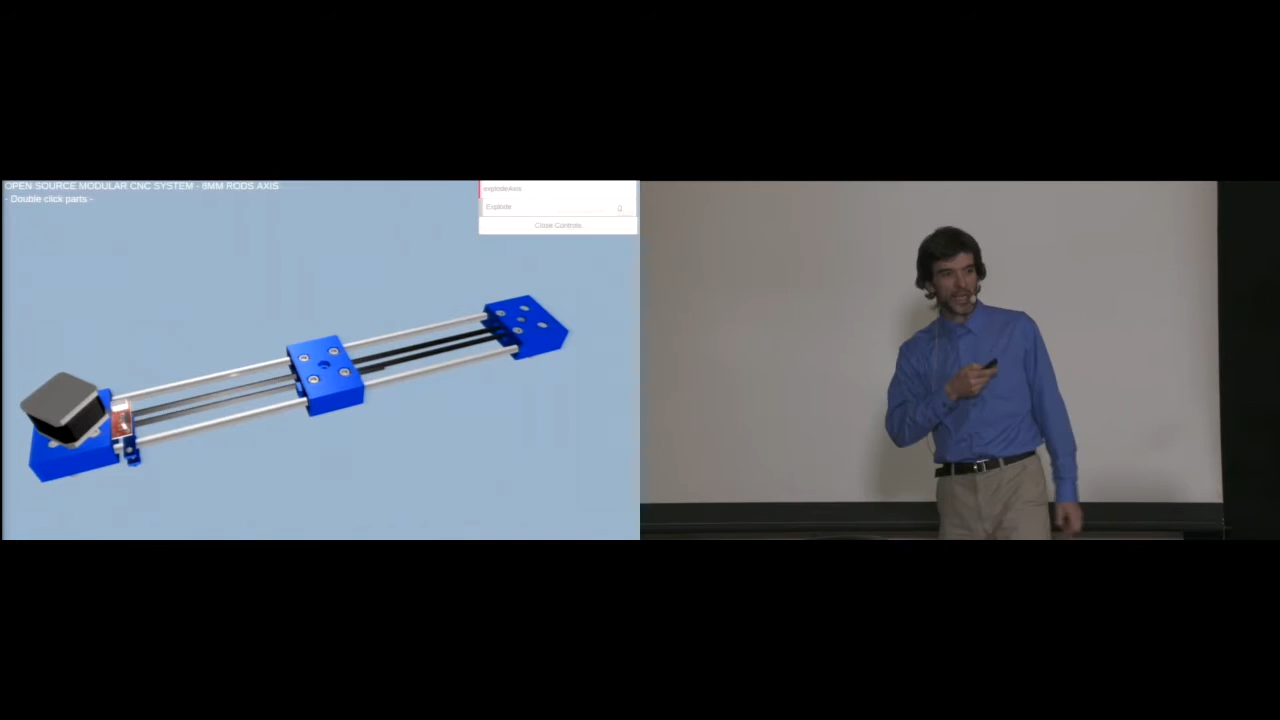 OPEN SOURCE MODULAR CNC SYSTEM - 8MM RODS AXIS
- Double click parts -
explodeAxis
Explode
Close Controls